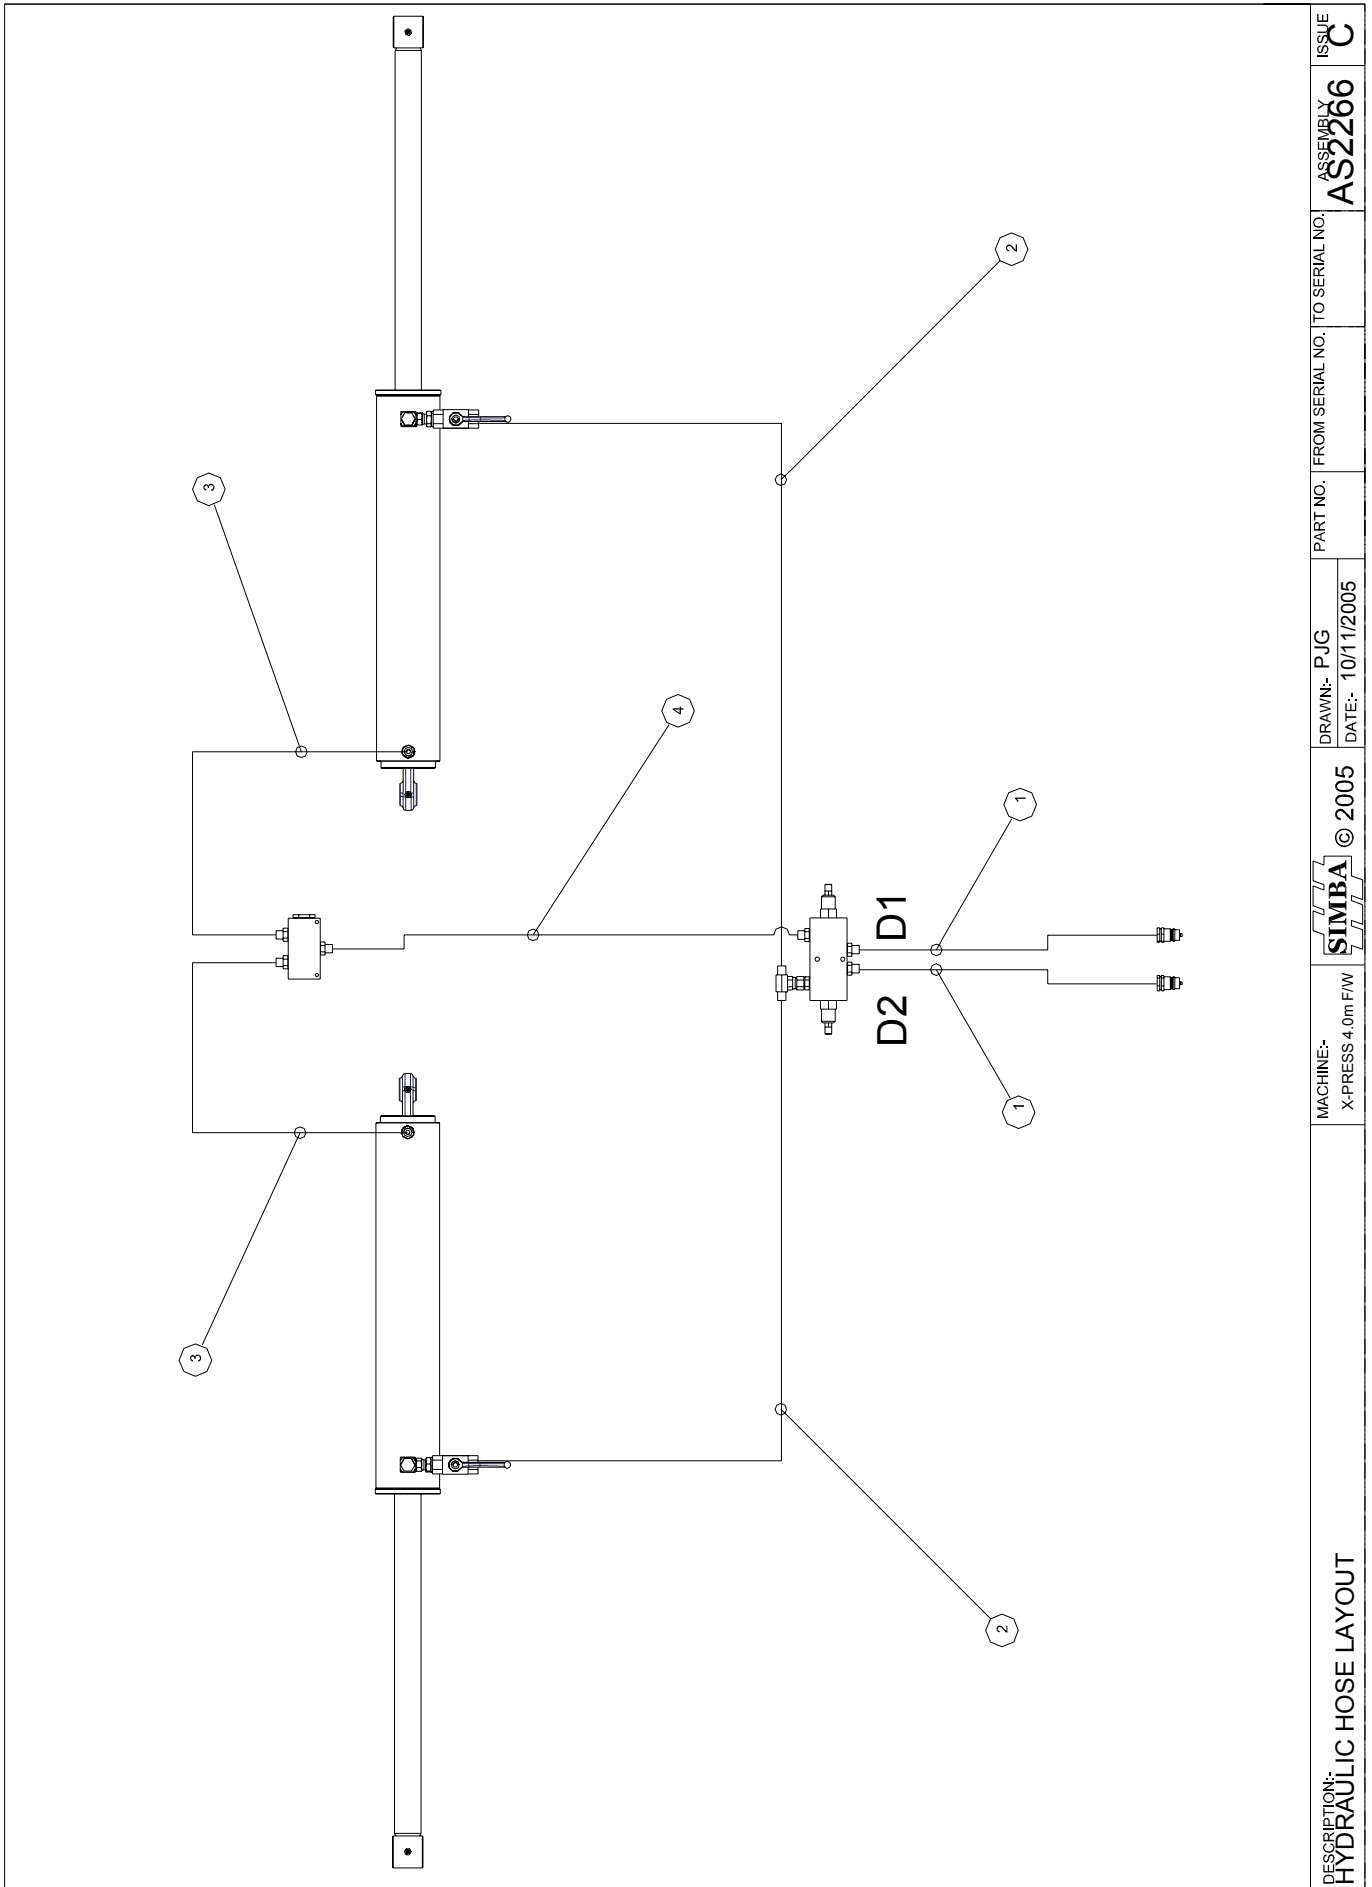 3
3
2
2
4
D2
D1
1
1
DESCRIPTION:-
HYDRAULIC HOSE LAYOUT
MACHINE:-
X-PRESS 4.0m F/W
SIMBA © 2005
DRAWN:- PJG
DATE:- 10/11/2005
PART NO.
FROM SERIAL NO.
TO SERIAL NO.
ASSEMBLY
AS2266
ISSUE
C